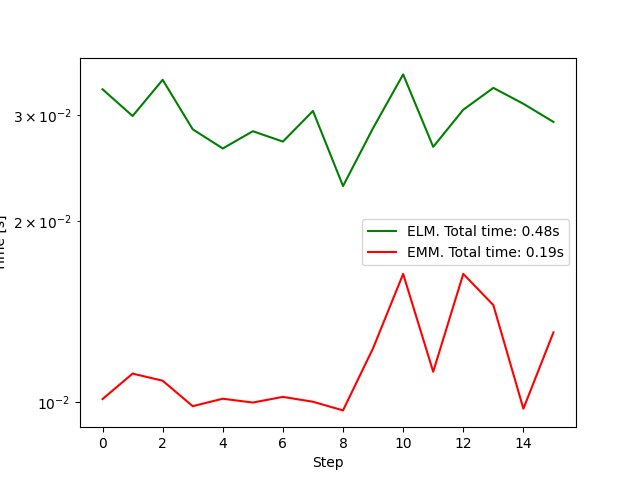 3 × 10⁻²
2 × 10⁻²
10⁻²
Time [s]
ELM. Total time: 0.48s
EMM. Total time: 0.19s
0 2 4 6 8 10 12 14
Step